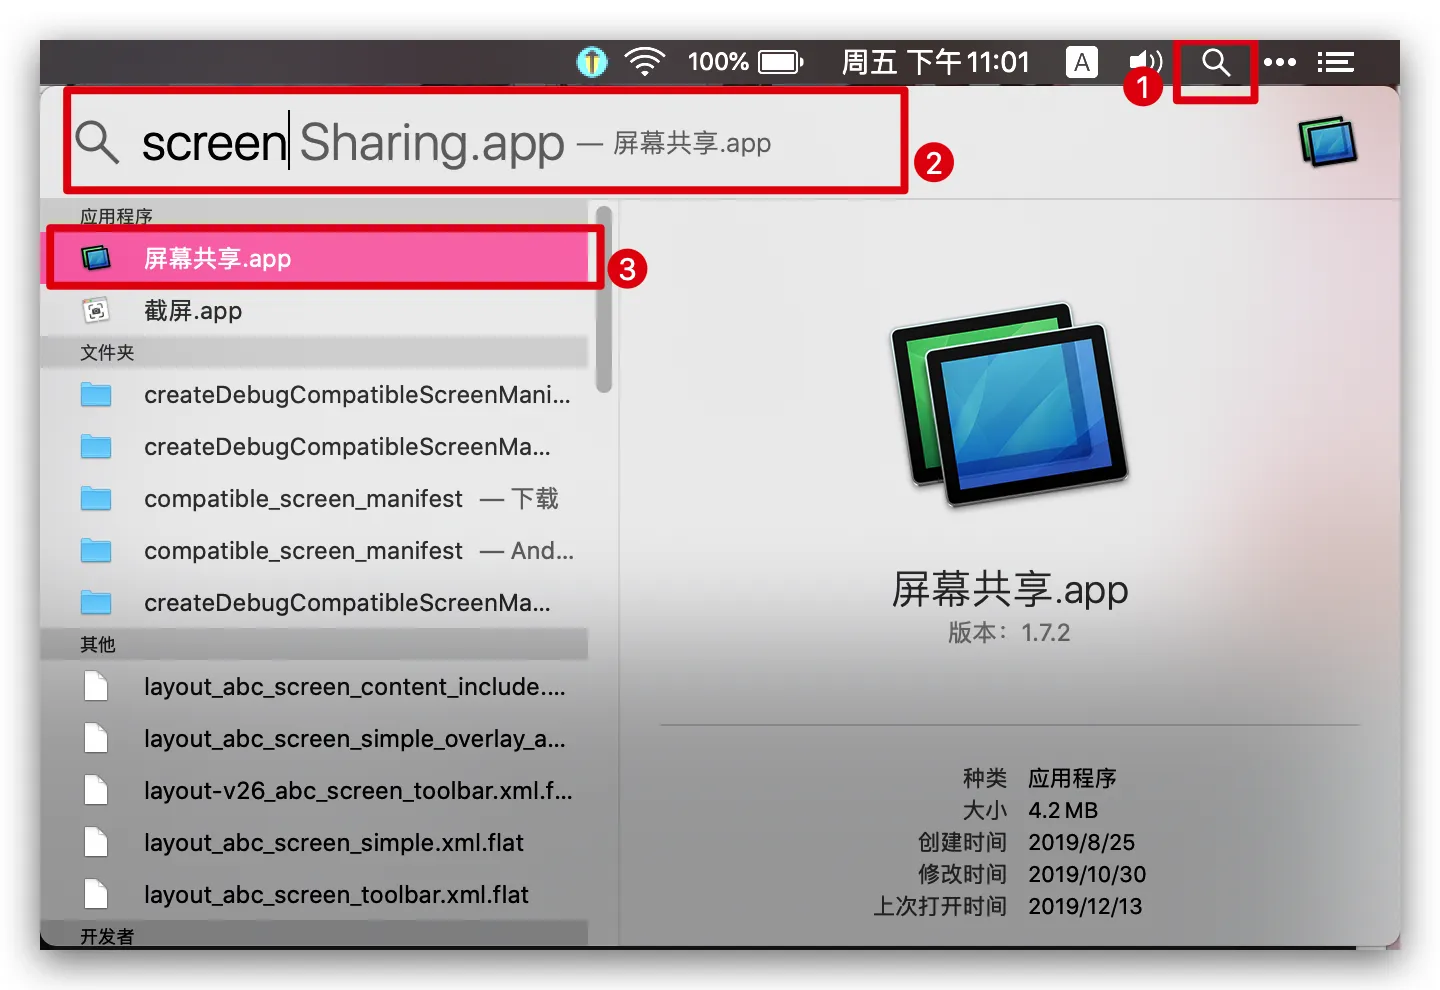 100% 周五 下午11:01 A
1
screen Sharing.app — 屏幕共享.app
2
应用程序
屏幕共享.app
3
截屏.app
文件夹
createDebugCompatibleScreenMani...
createDebugCompatibleScreenMa...
compatible_screen_manifest — 下载
compatible_screen_manifest — And...
createDebugCompatibleScreenMa...
其他
layout_abc_screen_content_include....
layout_abc_screen_simple_overlay_a...
layout-v26_abc_screen_toolbar.xml.f...
layout_abc_screen_simple.xml.flat
layout_abc_screen_toolbar.xml.flat
开发者
屏幕共享.app
版本：1.7.2
种类 应用程序
大小 4.2 MB
创建时间 2019/8/25
修改时间 2019/10/30
上次打开时间 2019/12/13